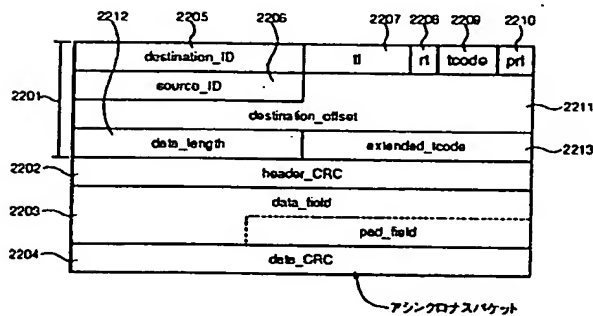 2205 2206 2207 2208 2209 2210
2212
destination_ID tl rt tcode pri
source_ID
2201
2211
destination_offset
data_length extended_tcode 2213
2202 header_CRC
2203 data_field
pad_field
2204 data_CRC
アシンクロナスパケット